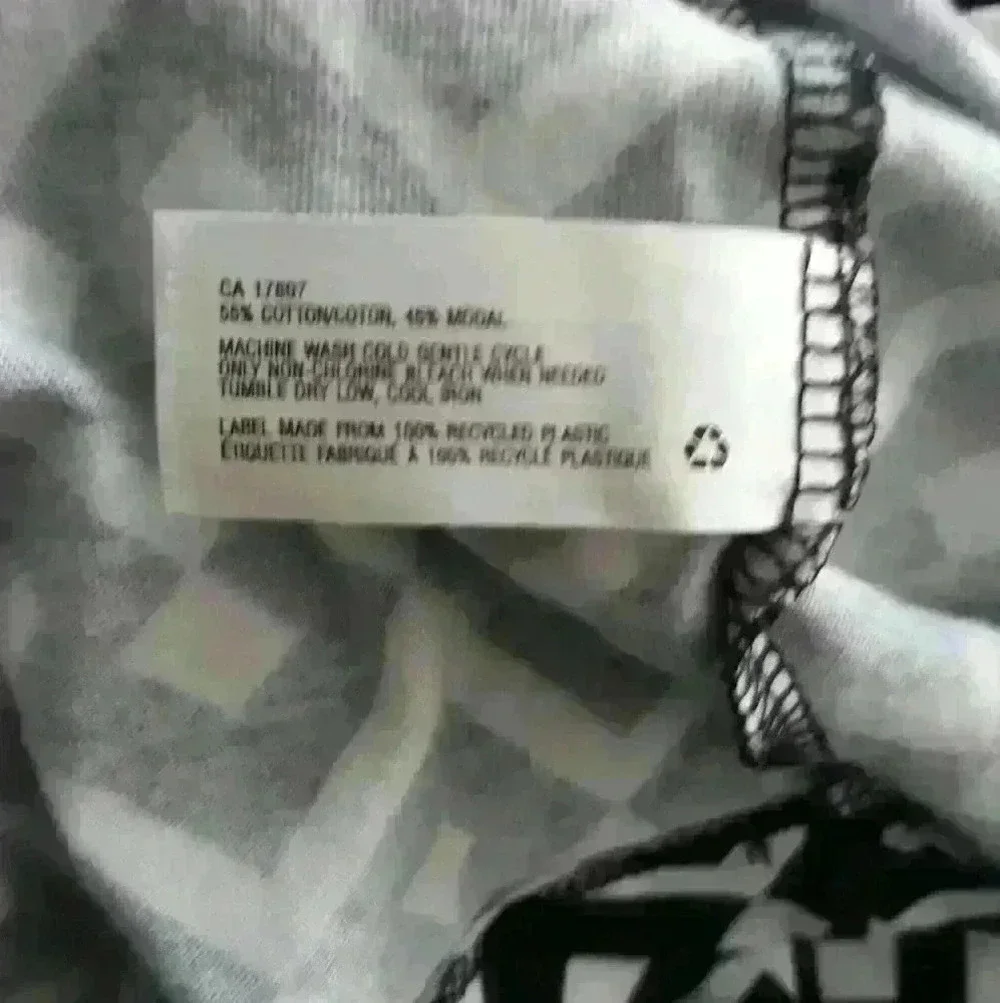 CA 17897
55% COTTON/COTON, 45% MODAL
MACHINE WASH COLD GENTLE CYCLE
ONLY NON-CHLORINE BLEACH WHEN NEEDED
TUMBLE DRY LOW, COOL IRON
LABEL MADE FROM 100% RECYCLED PLASTIC
ÉTIQUETTE FABRIQUÉ À 100% RECYCLÉ PLASTIQUE